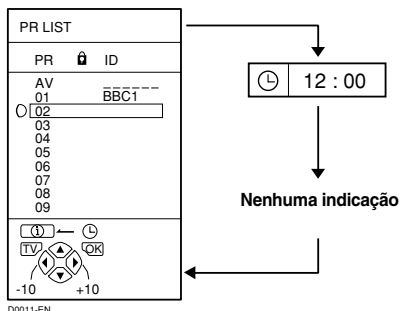 PR LIST
PR ID
AV _ _ _ _ _ _
01 BBC1
02
03
04
05
06
07
08
09
TV OK
-10 +10
D0011-EN
12 : 00
Nenhuma indicação